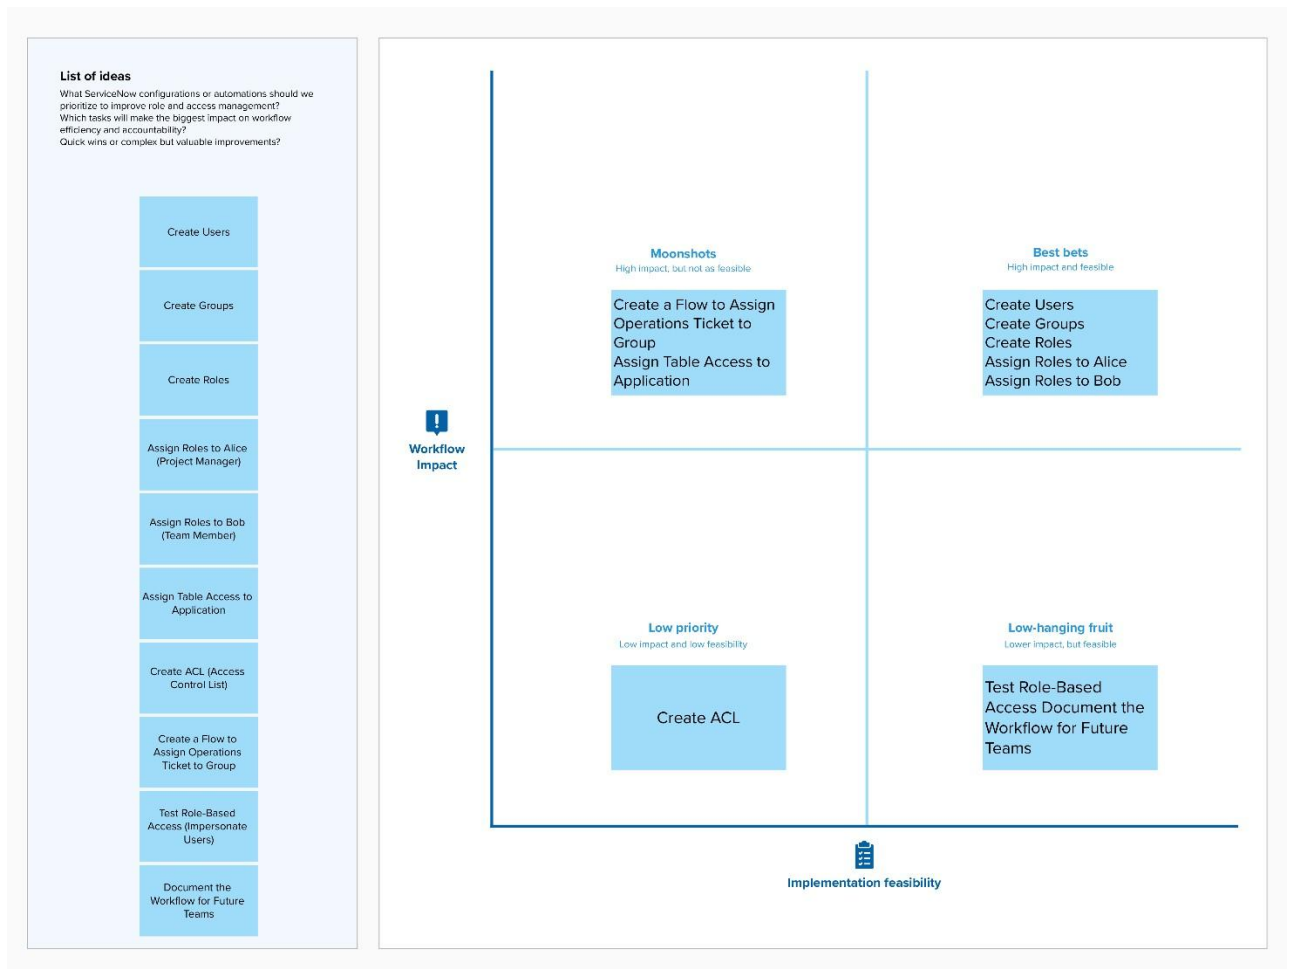 List of ideas
What ServiceNow configurations or automations should we
prioritize to improve role and access management?
Which tasks will make the biggest impact on workflow
efficiency and accountability?
Quick wins or complex but valuable improvements?
Create Users
Create Groups
Create Roles
Assign Roles to Alice
(Project Manager)
Assign Roles to Bob
(Team Member)
Assign Table Access to
Application
Create ACL (Access
Control List)
Create a Flow to
Assign Operations
Ticket to Group
Test Role-Based
Access (Impersonate
Users)
Document the
Workflow for Future
Teams
Workflow
Impact
Moonshots
High impact, but not as feasible
Create a Flow to Assign
Operations Ticket to
Group
Assign Table Access to
Application
Best bets
High impact and feasible
Create Users
Create Groups
Create Roles
Assign Roles to Alice
Assign Roles to Bob
Low priority
Low impact and low feasibility
Create ACL
Low-hanging fruit
Lower impact, but feasible
Test Role-Based
Access Document the
Workflow for Future
Teams
Implementation feasibility